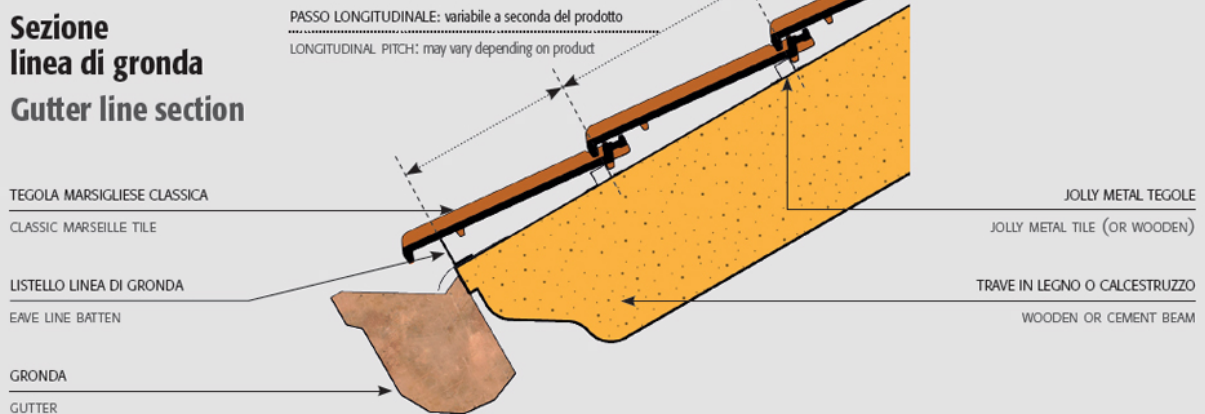 Sezione
linea di gronda
Gutter line section
PASSO LONGITUDINALE: variabile a seconda del prodotto
LONGITUDINAL PITCH: may vary depending on product
TEGOLA MARSIGLIESE CLASSICA
CLASSIC MARSEILLE TILE
LISTELLO LINEA DI GRONDA
EAVE LINE BATTEN
GRONDA
GUTTER
JOLLY METAL TEGOLE
JOLLY METAL TILE (OR WOODEN)
TRAVE IN LEGNO O CALCESTRUZZO
WOODEN OR CEMENT BEAM